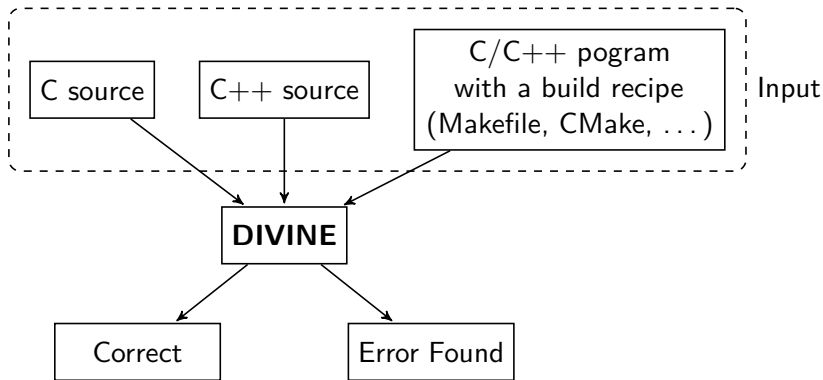 C source
C++ source
C/C++ pogram
with a build recipe
(Makefile, CMake, . . . )
Input
DIVINE
Correct
Error Found